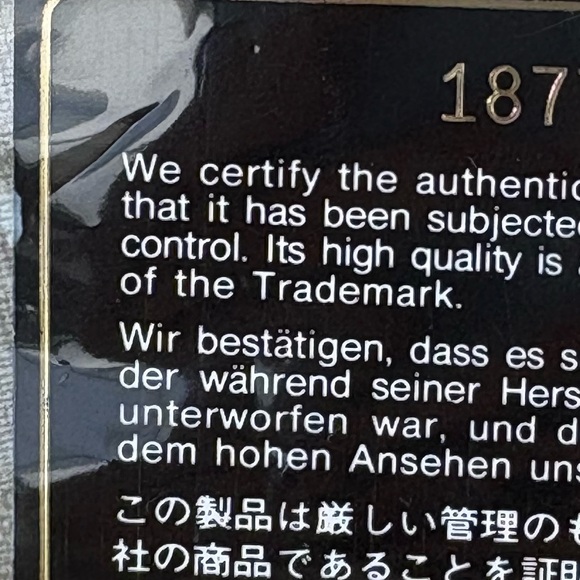 187
We certify the authentic
that it has been subjected
control. Its high quality is
of the Trademark.
Wir bestätigen, dass es s
der während seiner Hers
unterworfen war, und d
dem hohen Ansehen uns
この製品は厳しい管理の
社の商品であることを証明